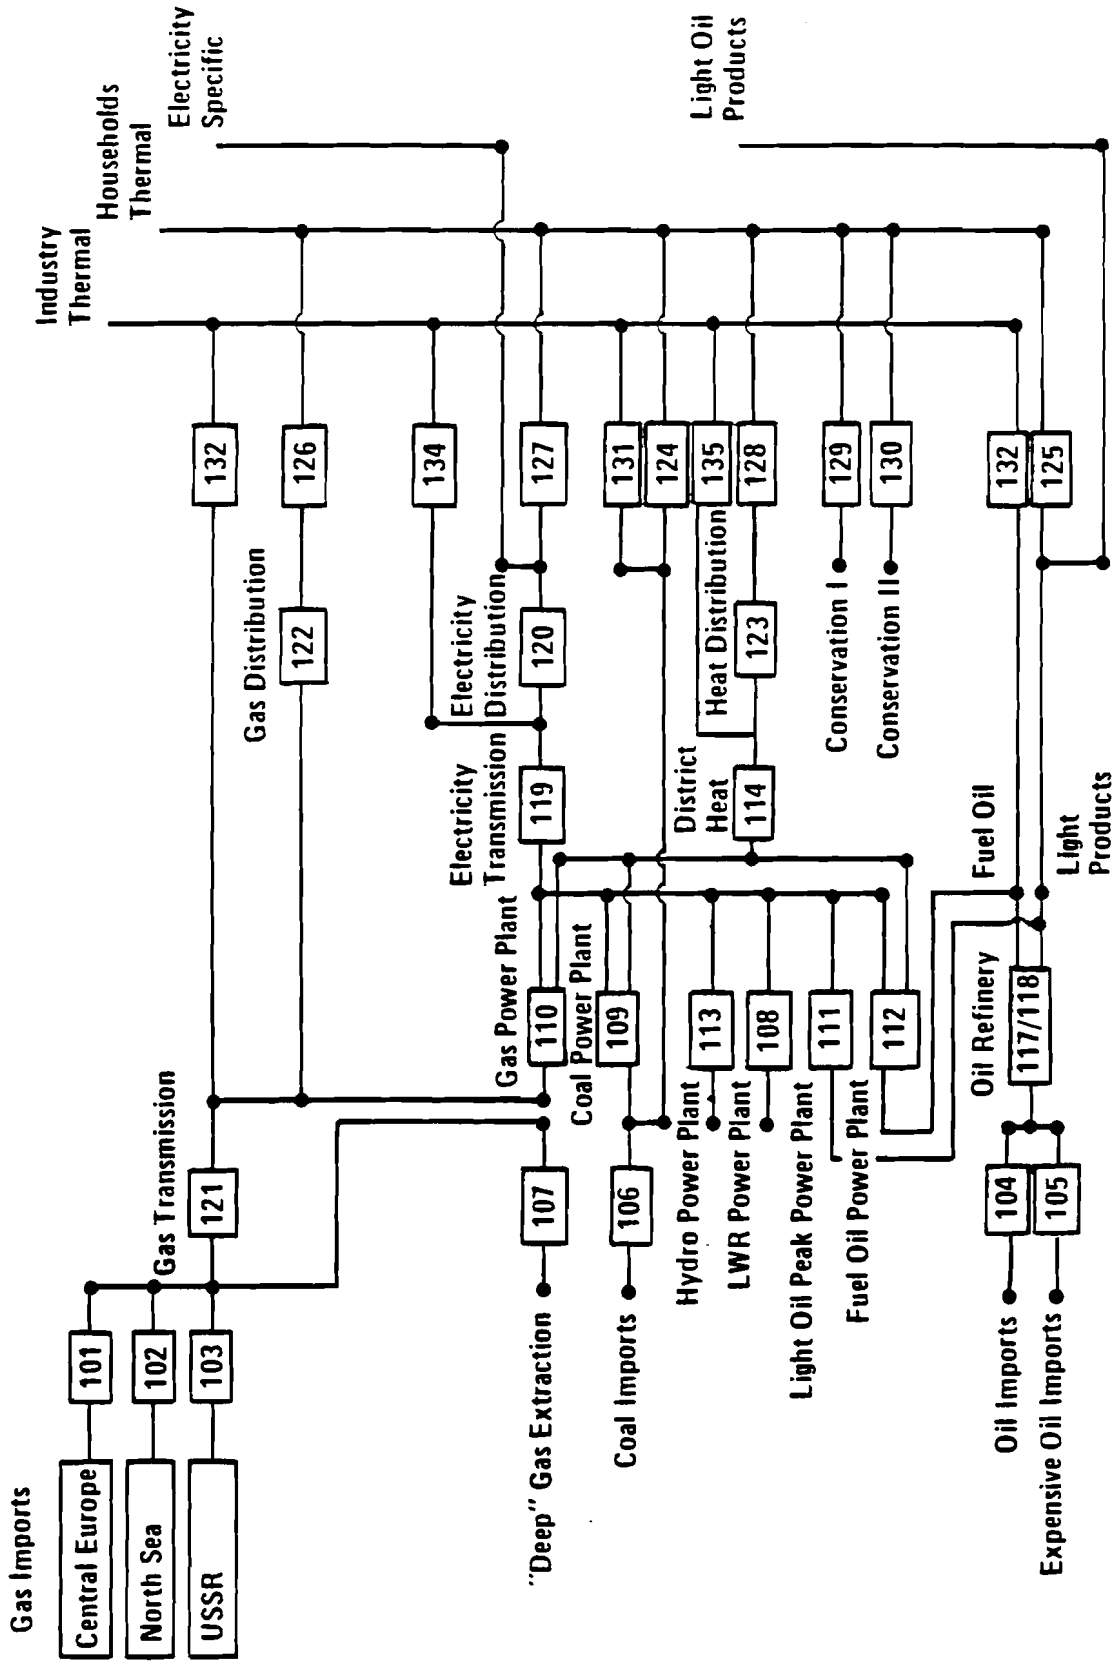 Gas Imports
Central Europe
North Sea
USSR
101
102
103
Gas Transmission
121
"Deep" Gas Extraction
107
Coal Imports
106
Hydro Power Plant
LWR Power Plant
Light Oil Peak Power Plant
Fuel Oil Power Plant
Oil Imports
Expensive Oil Imports
104
105
Gas Power Plant
110
Coal Power Plant
109
113
108
111
112
Oil Refinery
117/118
Fuel Oil
Light
Products
Electricity
Transmission
119
District
Heat
114
Gas Distribution
122
Electricity
Distribution
120
Heat Distribution
123
Conservation I
Conservation II
132
126
134
127
131
124
135
128
129
130
132
125
Industry
Thermal
Households
Thermal
Electricity
Specific
Light Oil
Products